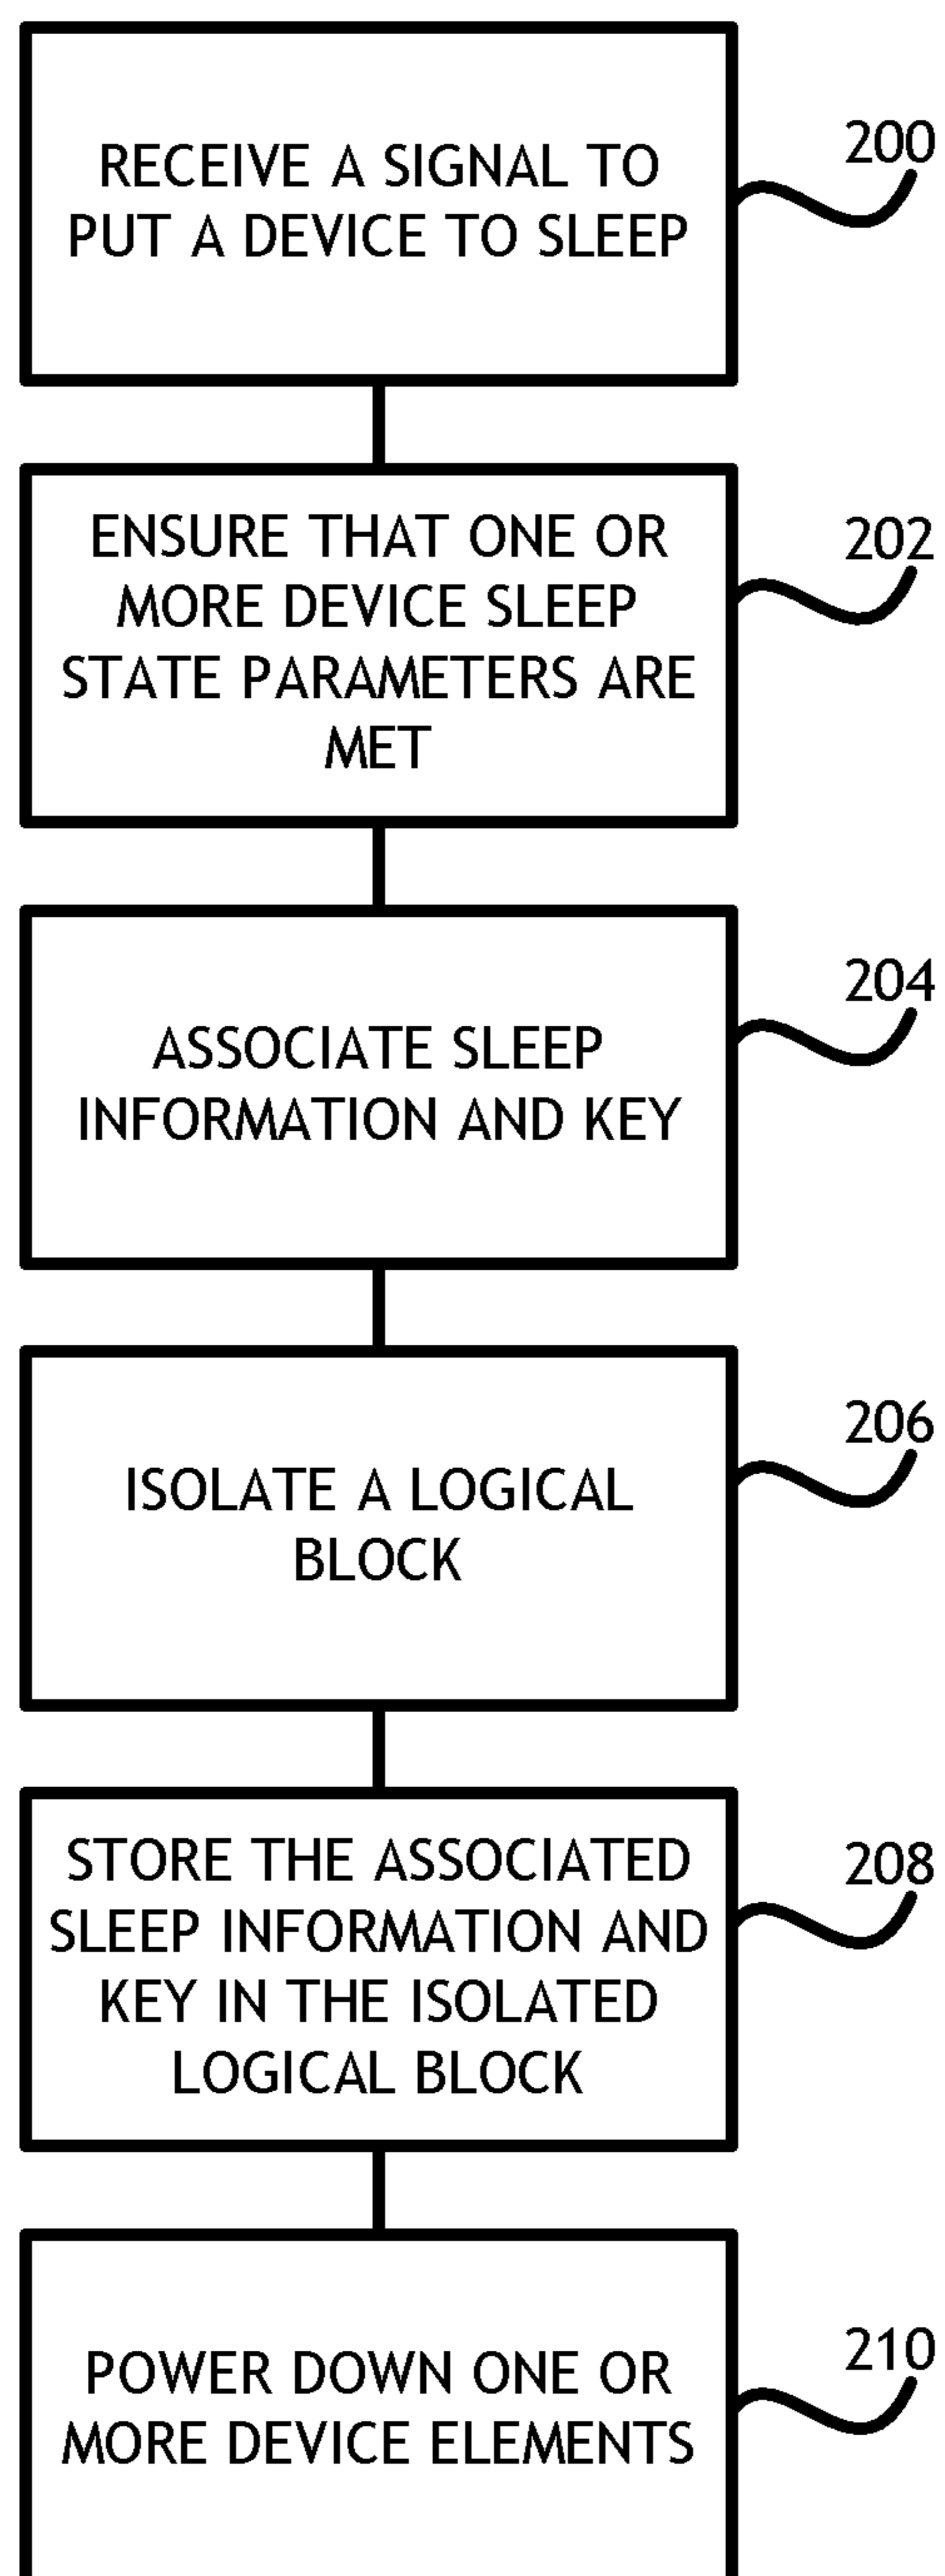 RECEIVE A SIGNAL TO
PUT A DEVICE TO SLEEP
200
ENSURE THAT ONE OR
MORE DEVICE SLEEP
STATE PARAMETERS ARE
MET
202
ASSOCIATE SLEEP
INFORMATION AND KEY
204
ISOLATE A LOGICAL
BLOCK
206
STORE THE ASSOCIATED
SLEEP INFORMATION AND
KEY IN THE ISOLATED
LOGICAL BLOCK
208
POWER DOWN ONE OR
MORE DEVICE ELEMENTS
210